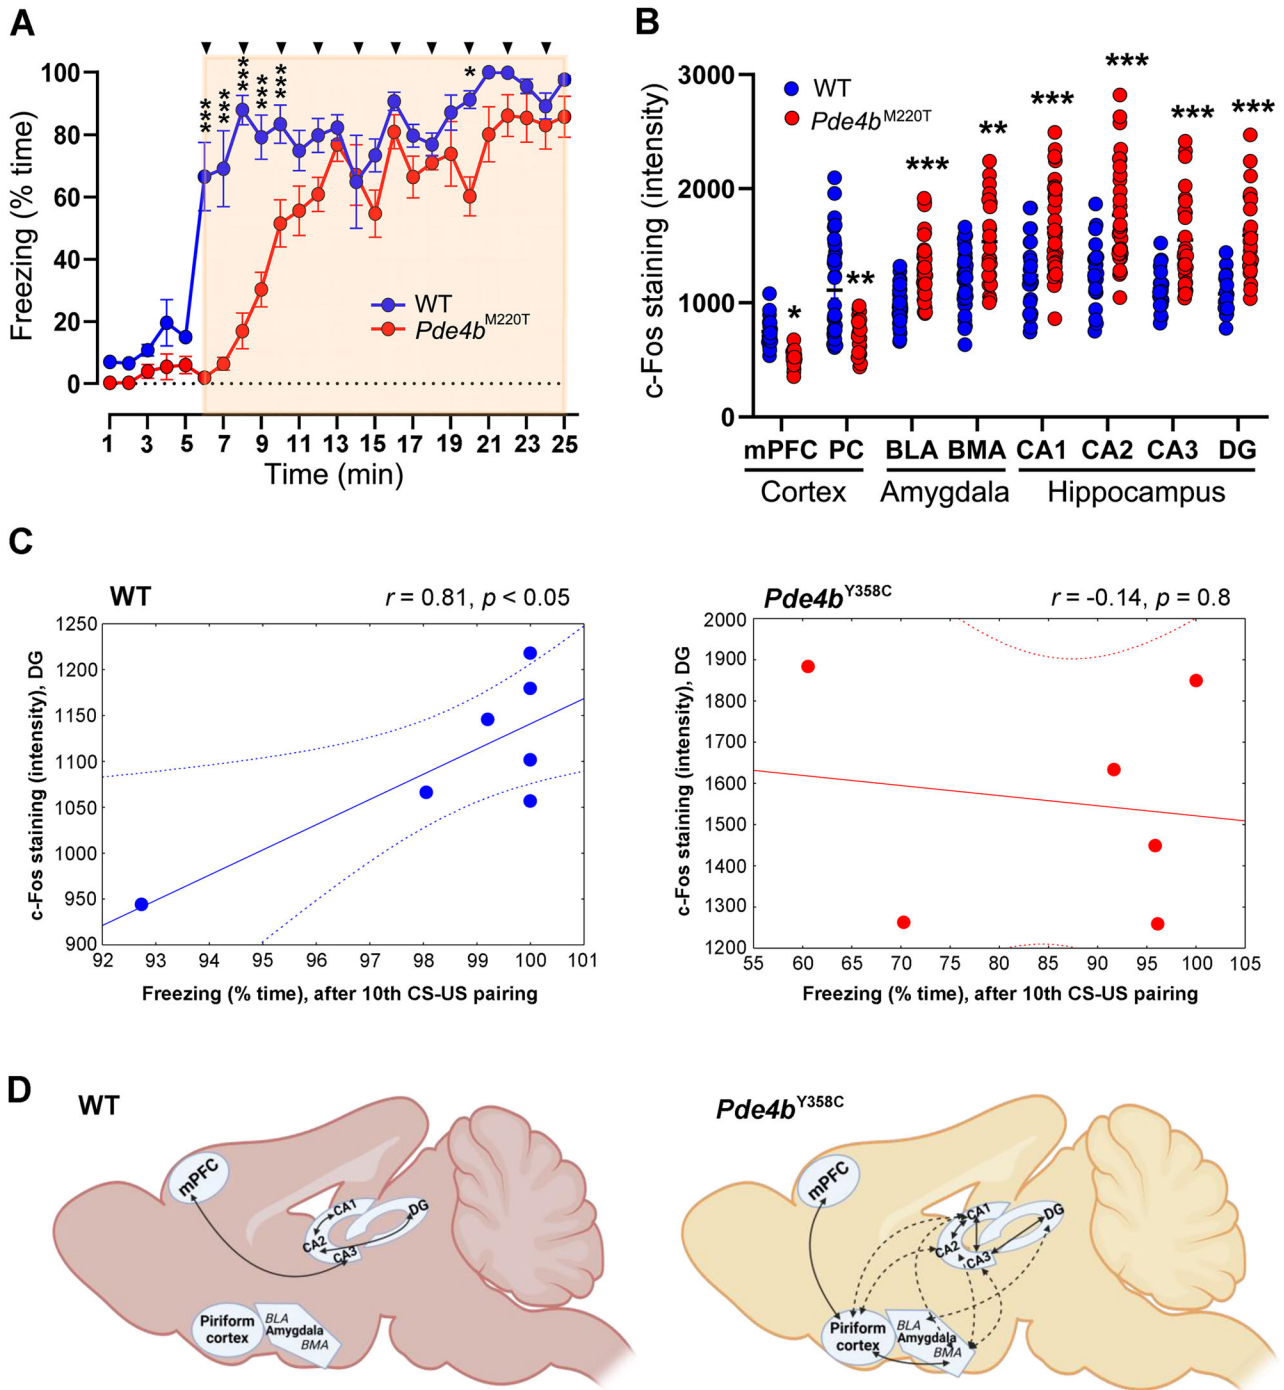 A
100
80
60
40
20
0
Freezing (% time)
***
***
***
***
***
*
WT
Pde4bM220T
1 3 5 7 9 11 13 15 17 19 21 23 25
Time (min)
B
3000
2000
1000
0
c-Fos staining (intensity)
WT
Pde4bM220T
*
**
***
**
***
***
***
***
mPFC PC BLA BMA CA1 CA2 CA3 DG
Cortex Amygdala Hippocampus
C
WT
r = 0.81, p < 0.05
1250
1200
1150
1100
1050
1000
950
900
c-Fos staining (intensity), DG
92 93 94 95 96 97 98 99 100 101
Freezing (% time), after 10th CS-US pairing
Pde4bY358C
r = -0.14, p = 0.8
2000
1900
1800
1700
1600
1500
1400
1300
1200
c-Fos staining (intensity), DG
55 60 65 70 75 80 85 90 95 100 105
Freezing (% time), after 10th CS-US pairing
D
WT
mPFC
CA1
DG
CA2
CA3
Piriform
cortex
BLA
Amygdala
BMA
Pde4bY358C
mPFC
CA1
DG
CA2
CA3
Piriform
cortex
BLA
Amygdala
BMA